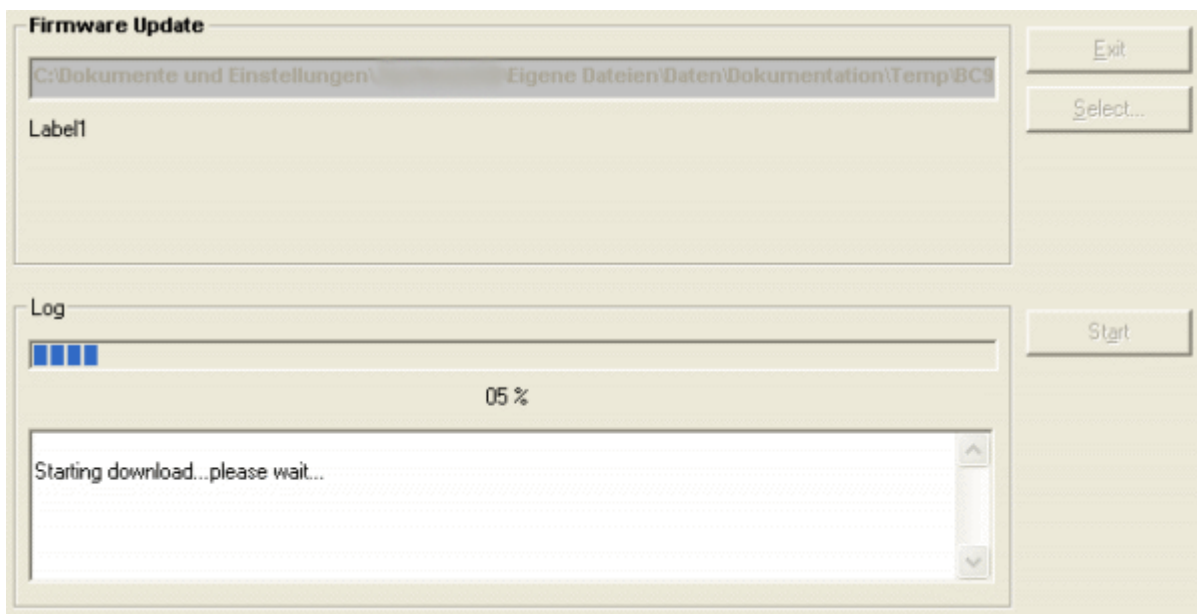 Firmware Update
C:\Dokumente und Einstellungen\ \Eigene Dateien\Daten\Dokumentation\Temp\BC9
Exit
Select...
Label1
Log
Start
05 %
Starting download...please wait...